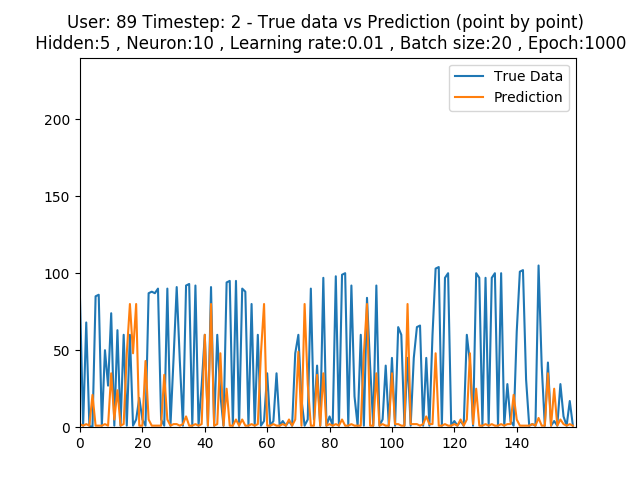 User: 89 Timestep: 2 - True data vs Prediction (point by point)
Hidden:5 , Neuron:10 , Learning rate:0.01 , Batch size:20 , Epoch:1000
True Data
Prediction
200
150
100
50
0
0 20 40 60 80 100 120 140